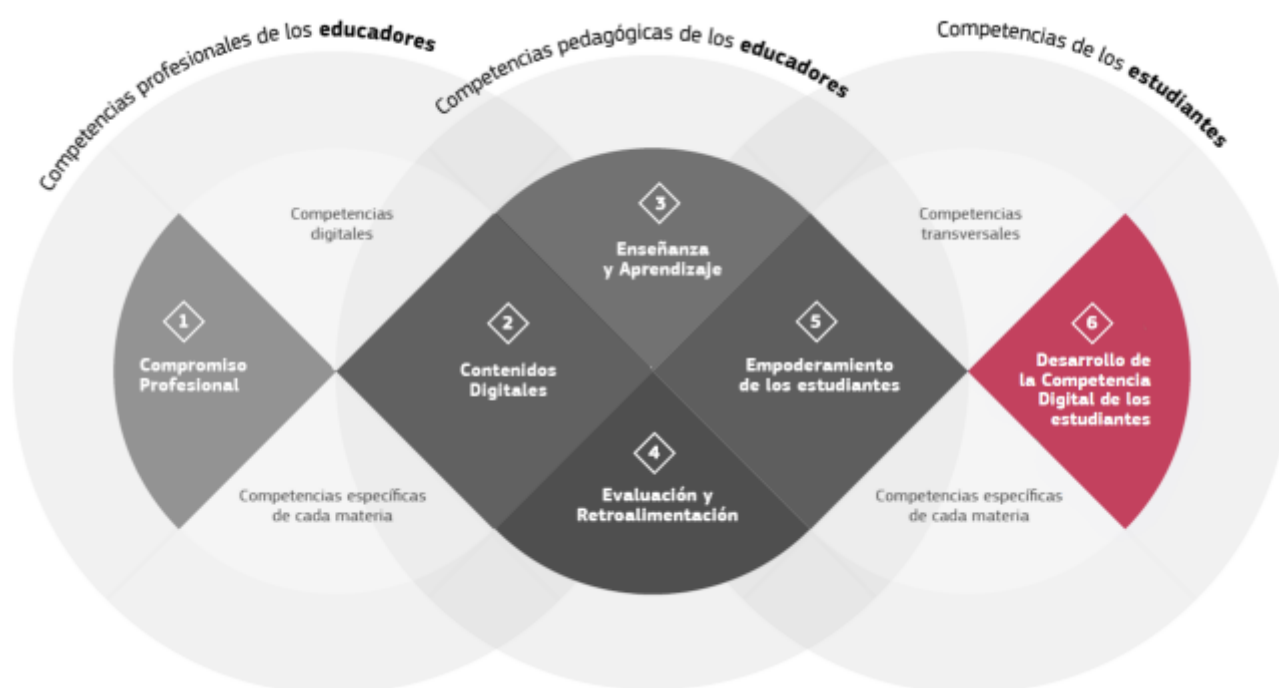 Competencias profesionales de los educadores
Competencias pedagógicas de los educadores
Competencias de los estudiantes
Competencias
digitales
Competencias
transversales
3
Enseñanza
y Aprendizaje
1
Compromiso
Profesional
2
Contenidos
Digitales
5
Empoderamiento
de los estudiantes
6
Desarrollo de
la Competencia
Digital de los
estudiantes
4
Evaluación y
Retroalimentación
Competencias específicas
de cada materia
Competencias específicas
de cada materia